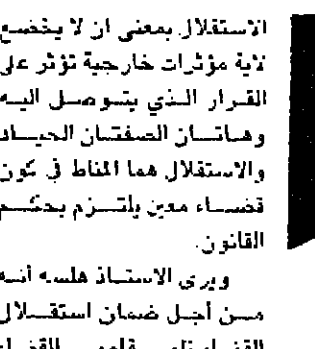 الاستقلال بمعنى ان لا يخضع
لاية مؤثرات خارجية تؤثر على
القرار الذي يتوصل اليه
وهاتان الصفتان الحياد
والاستقلال هما المناط في كون
قضاء معين يلتزم بحكم
القانون.
ويرى الاستاذ هلسه أنه
من أجل ضمان استقلال